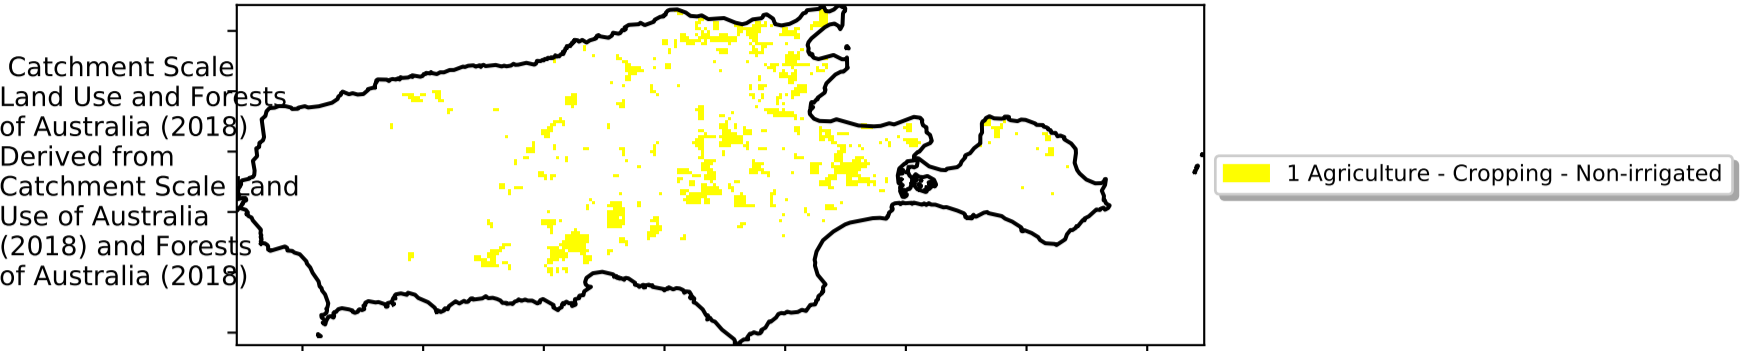 Catchment Scale
Land Use and Forests
of Australia (2018)
Derived from
Catchment Scale Land
Use of Australia
(2018) and Forests
of Australia (2018)
1 Agriculture - Cropping - Non-irrigated